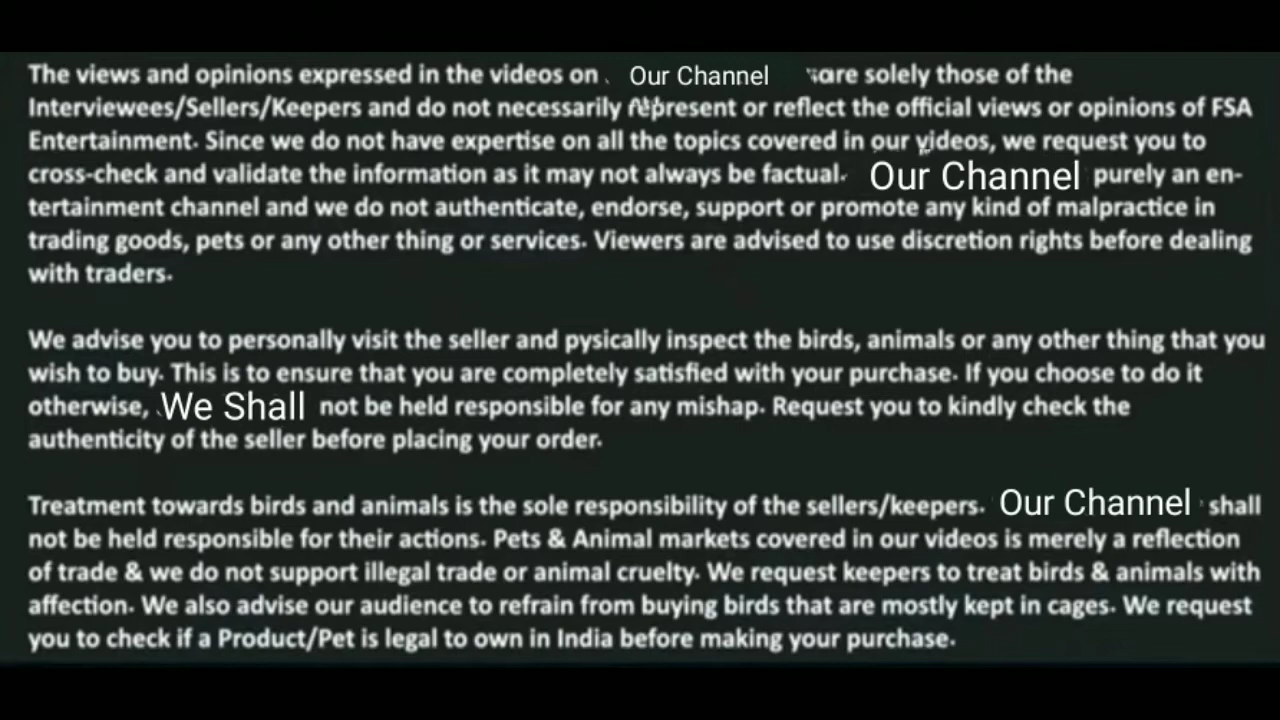 The views and opinions expressed in the videos on Our Channel are solely those of the
Interviewees/Sellers/Keepers and do not necessarily represent or reflect the official views or opinions of FSA
Entertainment. Since we do not have expertise on all the topics covered in our videos, we request you to
cross-check and validate the information as it may not always be factual. Our Channel purely an en-
tertainment channel and we do not authenticate, endorse, support or promote any kind of malpractice in
trading goods, pets or any other thing or services. Viewers are advised to use discretion rights before dealing
with traders.
We advise you to personally visit the seller and pysically inspect the birds, animals or any other thing that you
wish to buy. This is to ensure that you are completely satisfied with your purchase. If you choose to do it
otherwise, We Shall not be held responsible for any mishap. Request you to kindly check the
authenticity of the seller before placing your order.
Treatment towards birds and animals is the sole responsibility of the sellers/keepers. Our Channel shall
not be held responsible for their actions. Pets & Animal markets covered in our videos is merely a reflection
of trade & we do not support illegal trade or animal cruelty. We request keepers to treat birds & animals with
affection. We also advise our audience to refrain from buying birds that are mostly kept in cages. We request
you to check if a Product/Pet is legal to own in India before making your purchase.